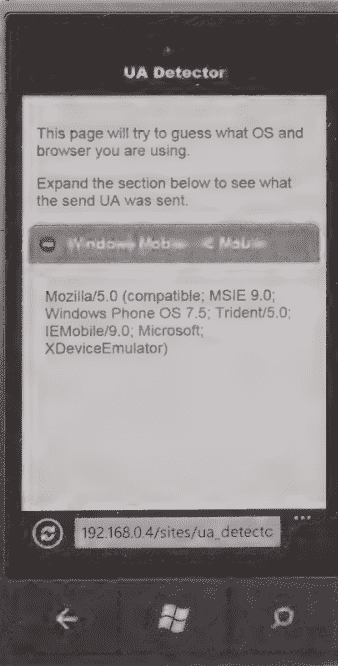 UA Detector
This page will try to guess what OS and
browser you are using.
Expand the section below to see what
the send UA was sent.
Windows Mobile
Mozilla/5.0 (compatible; MSIE 9.0;
Windows Phone OS 7.5; Trident/5.0;
IEMobile/9.0; Microsoft;
XDeviceEmulator)
192.168.0.4/sites/ua_detectc